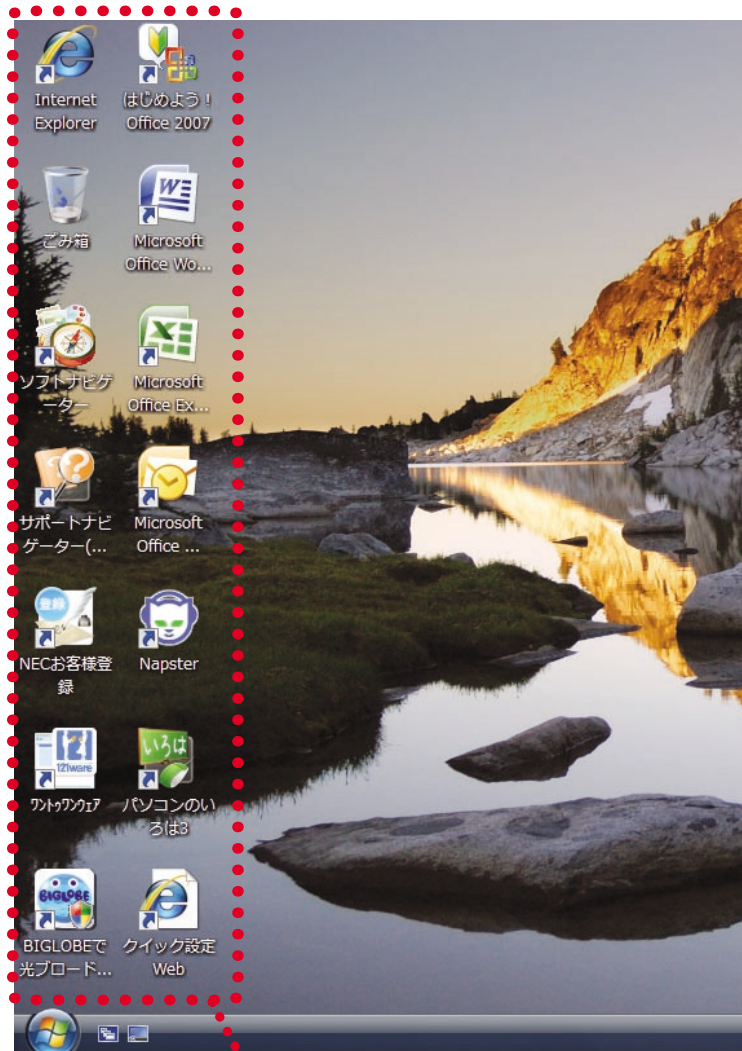 Internet
Explorer
はじめよう！
Office 2007
ごみ箱
W
Microsoft
Office Wo...
ソフトナビゲ
ーター
X
Microsoft
Office Ex...
サポートナビ
ゲーター(...
Microsoft
Office ...
登録
NECお客様登
録
Napster
121
121ware
ﾜﾝﾄｩﾜﾝｳｪｱ
いろは
パソコンのい
ろは3
BIGLOBE
BIGLOBEで
光ブロード...
クイック設定
Web